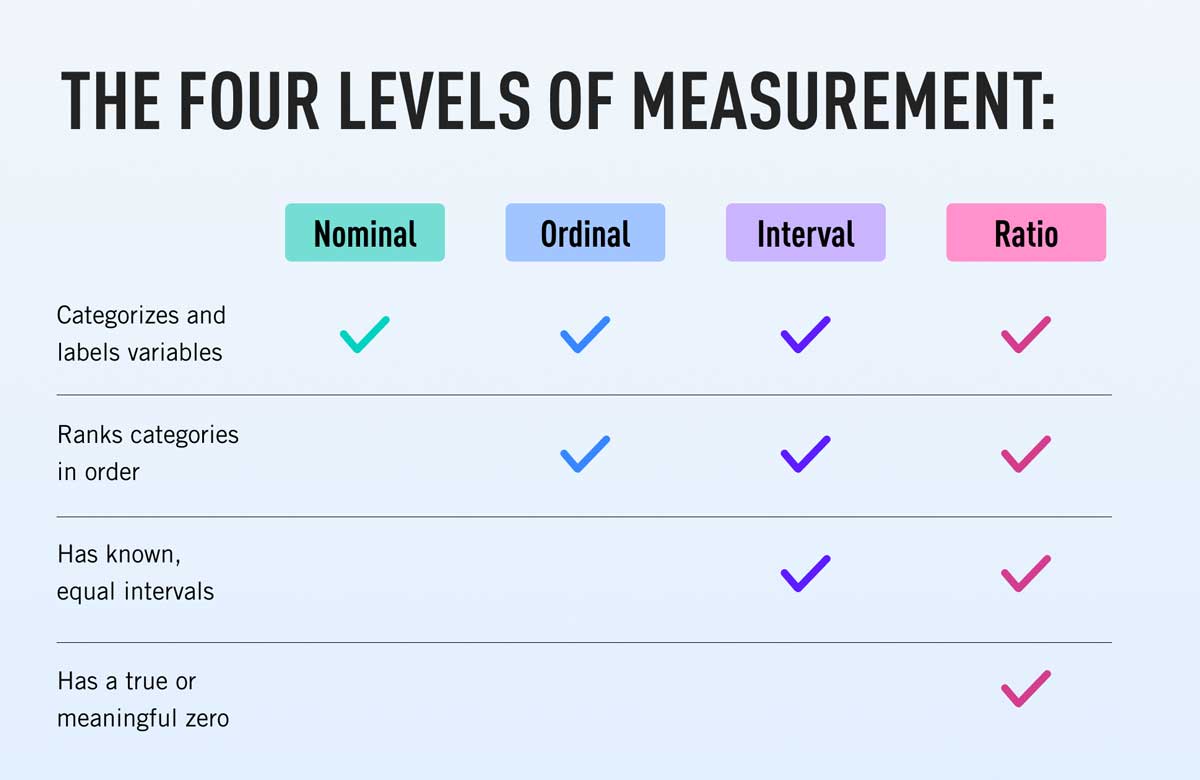 THE FOUR LEVELS OF MEASUREMENT:
Nominal Ordinal Interval Ratio
Categorizes and
labels variables
Ranks categories
in order
Has known,
equal intervals
Has a true or
meaningful zero